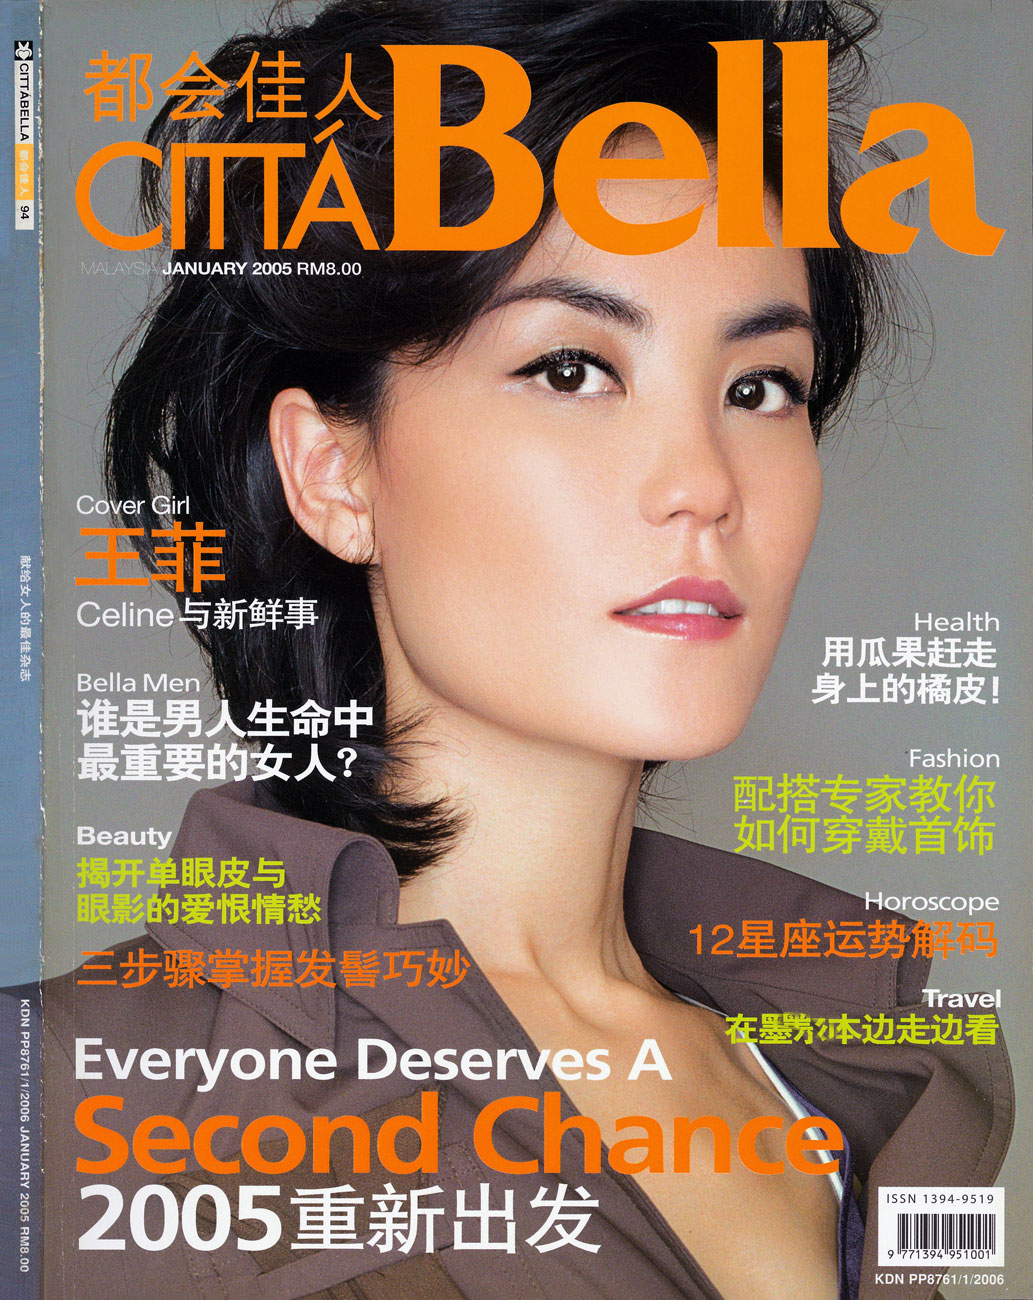 都会佳人
CITTÁ Bella
MALAYSIA JANUARY 2005 RM8.00
CITTÁBELLA 都会佳人 94
献给女人的最佳杂志
KDN PP8761/1/2006 JANUARY 2005 RM8.00
Cover Girl
王菲
Celine与新鲜事
Bella Men
谁是男人生命中
最重要的女人?
Beauty
揭开单眼皮与
眼影的爱恨情愁
三步骤掌握发髻巧妙
Health
用瓜果赶走
身上的橘皮!
Fashion
配搭专家教你
如何穿戴首饰
Horoscope
12星座运势解码
Travel
在墨尔本边走边看
Everyone Deserves A
Second Chance
2005重新出发
ISSN 1394-9519
9 771394 951001
KDN PP8761/1/2006